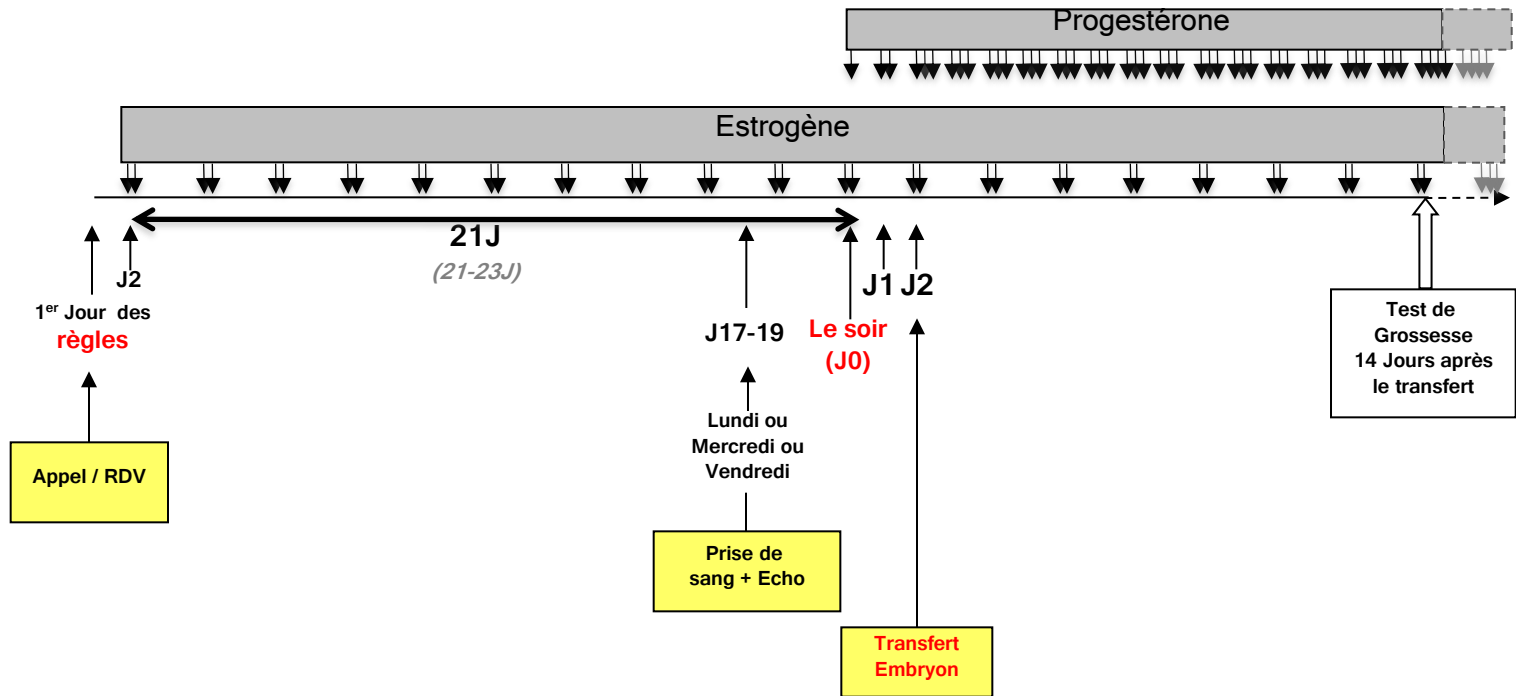 Progestérone
Estrogène
21J
(21-23J)
J2
1er Jour des
règles
Appel / RDV
J17-19
Lundi ou
Mercredi ou
Vendredi
Prise de
sang + Echo
Le soir
(J0)
J1
J2
Transfert
Embryon
Test de
Grossesse
14 Jours après
le transfert